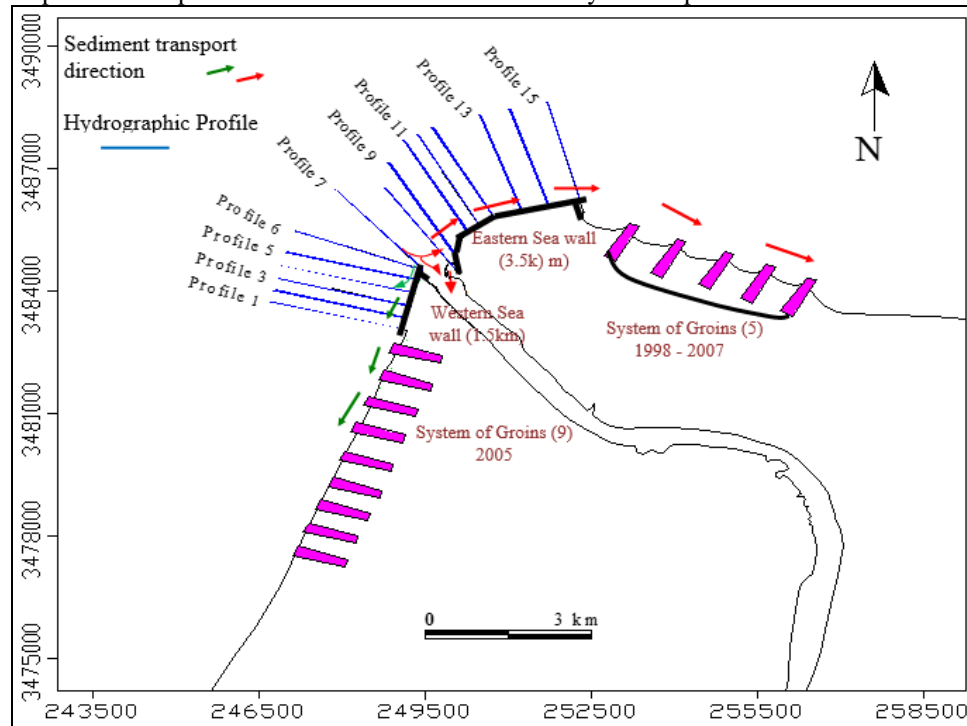 Sediment transport
direction
Hydrographic Profile
Profile 15
Profile 13
Profile 11
Profile 9
Profile 7
Profile 6
Profile 5
Profile 3
Profile 1
N
Eastern Sea wall
(3.5k) m)
Western Sea
wall (1.5km)
System of Groins (5)
1998 - 2007
System of Groins (9)
2005
0 3 km
3490000
3487000
3484000
3481000
3478000
3475000
243500 246500 249500 252500 255500 258500